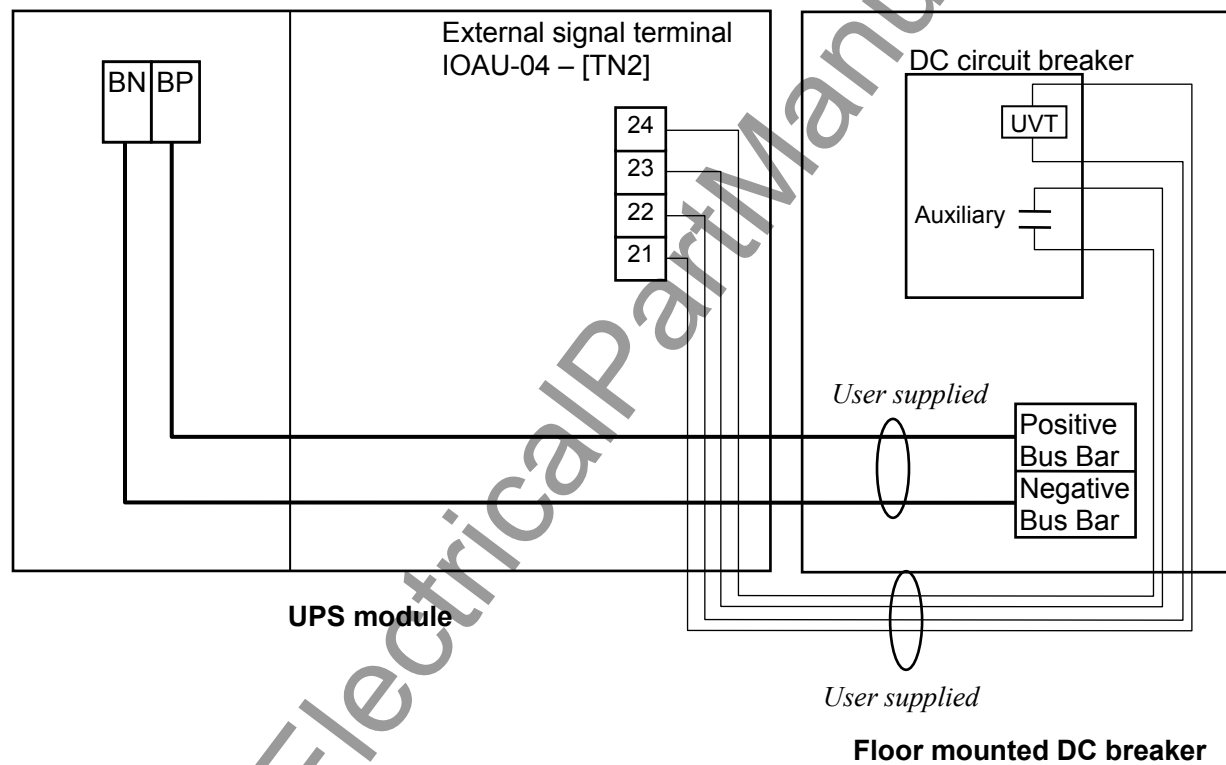 External signal terminal
IOAU-04 – [TN2]
BN BP
24
23
22
21
DC circuit breaker
UVT
Auxiliary
User supplied
Positive
Bus Bar
Negative
Bus Bar
UPS module
User supplied
Floor mounted DC breaker
ElectricalPartManu